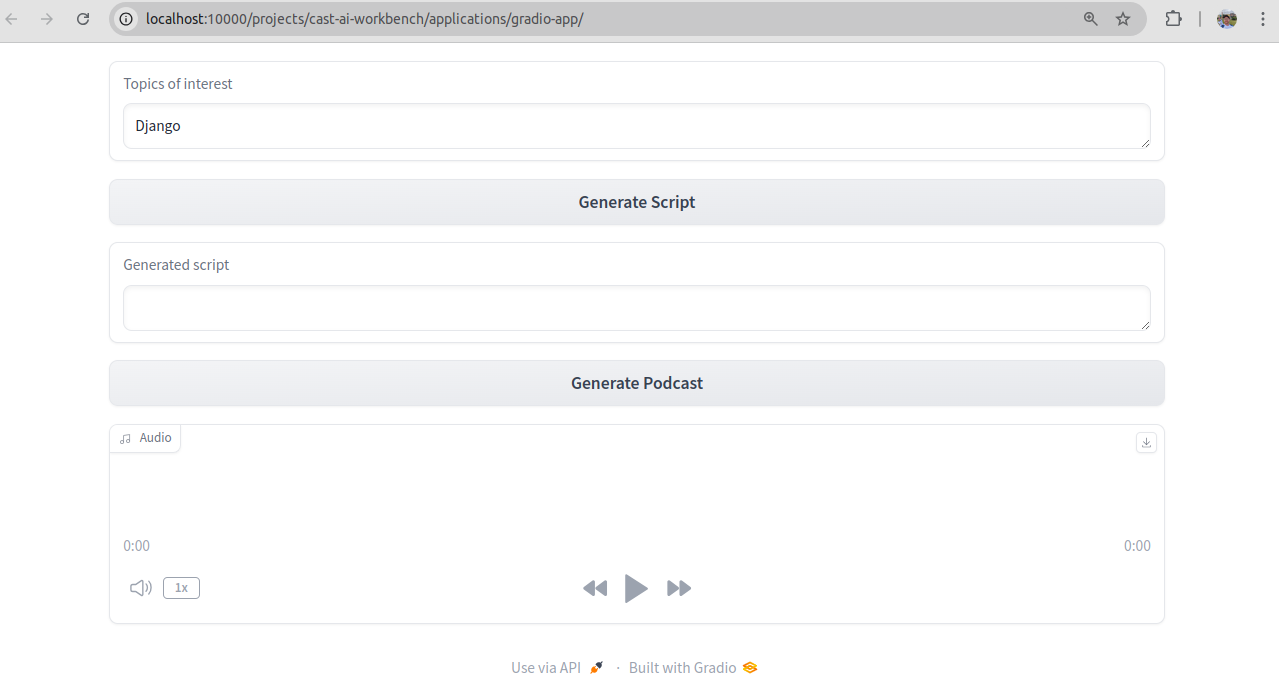 localhost:10000/projects/cast-ai-workbench/applications/gradio-app/
Topics of interest
Django
Generate Script
Generated script
Generate Podcast
Audio
0:00 0:00
1x
Use via API · Built with Gradio